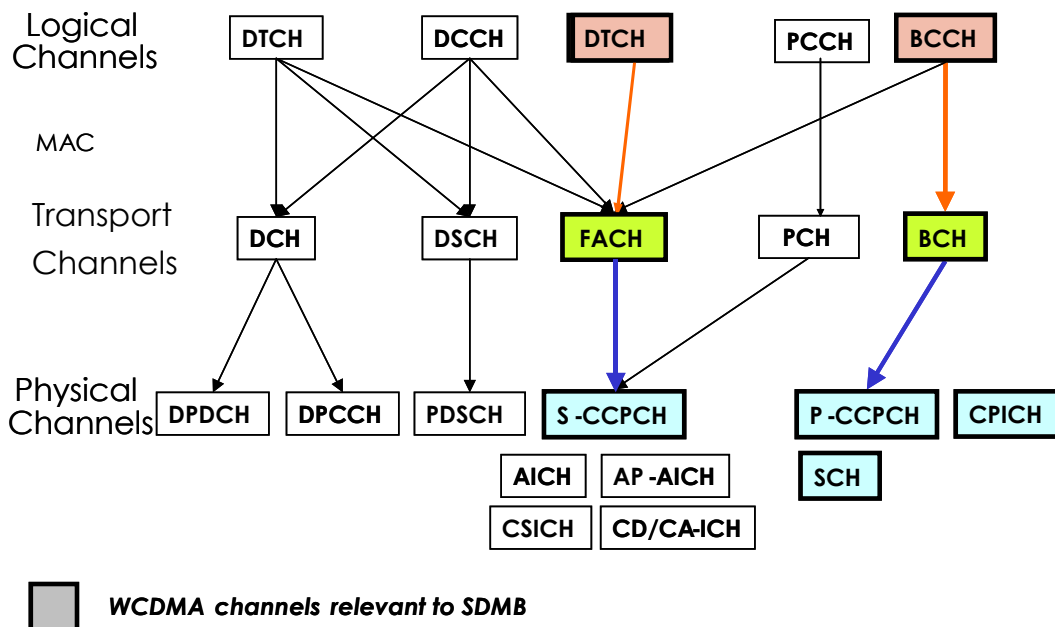 Logical
Channels
DTCH
DCCH
DTCH
PCCH
BCCH
MAC
Transport
Channels
DCH
DSCH
FACH
PCH
BCH
Physical
Channels
DPDCH
DPCCH
PDSCH
S -CCPCH
P -CCPCH
CPICH
AICH
AP -AICH
SCH
CSICH
CD/CA-ICH
WCDMA channels relevant to SDMB